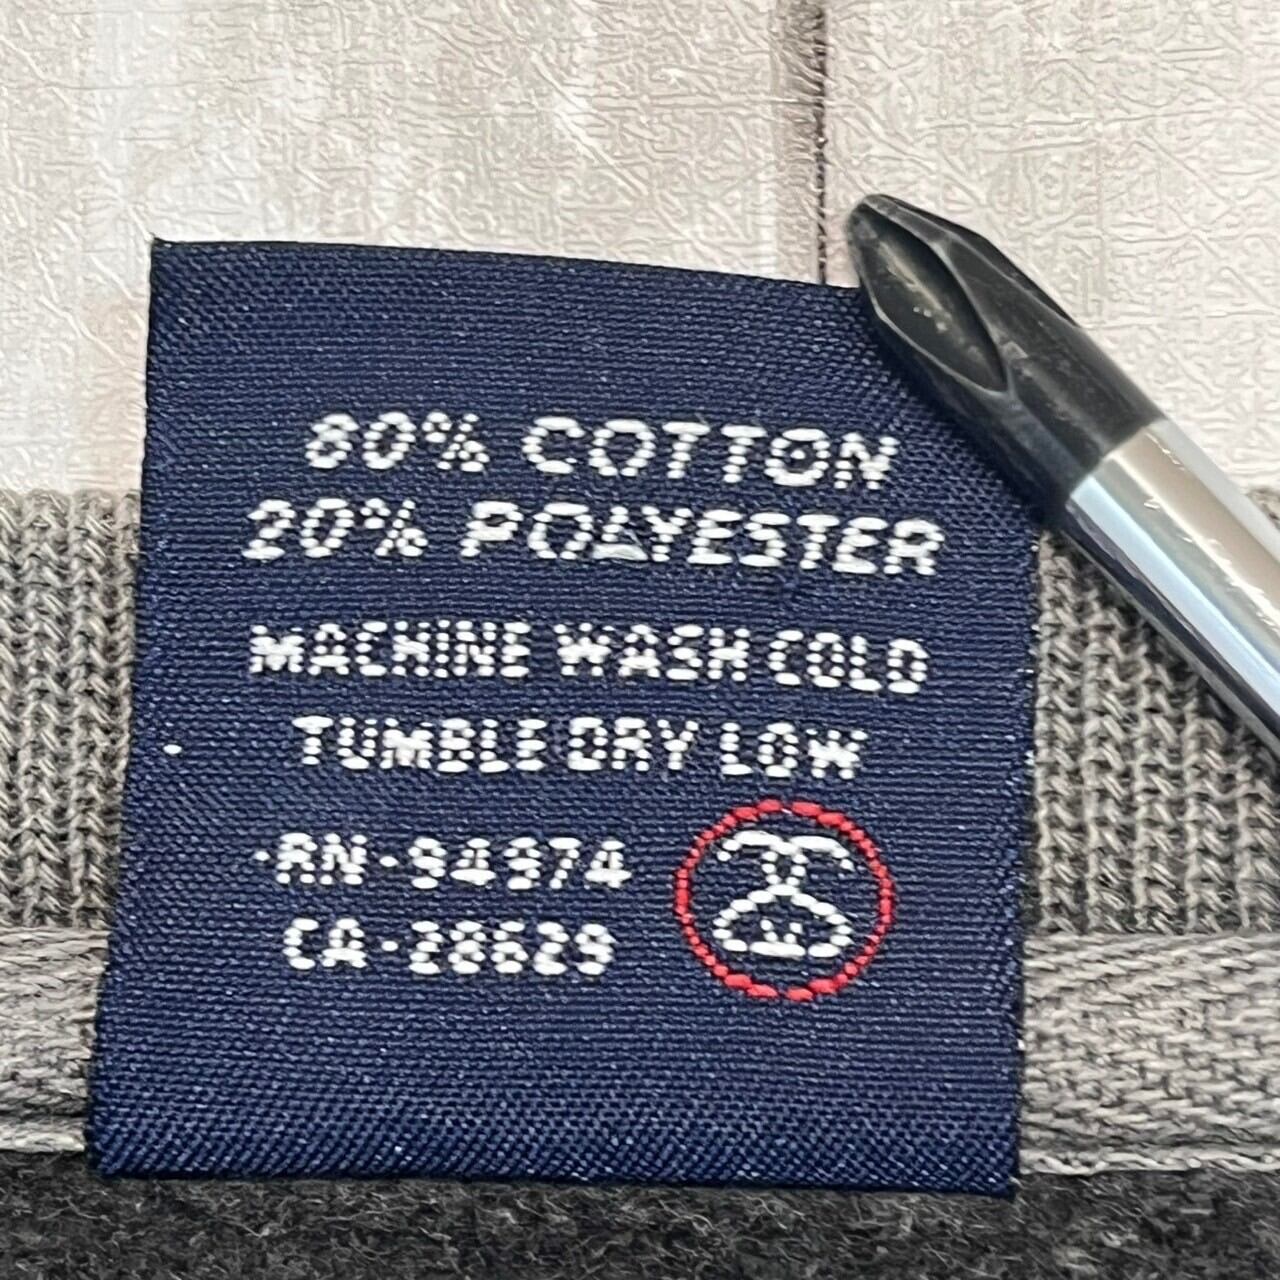 80% COTTON
20% POLYESTER
MACHINE WASH COLD
TUMBLE DRY LOW
·RN·94974
CA·28629